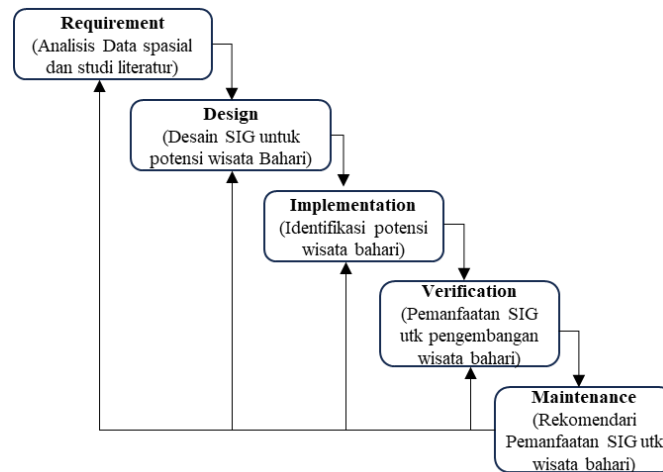 Requirement
(Analisis Data spasial
dan studi literatur)
Design
(Desain SIG untuk
potensi wisata Bahari)
Implementation
(Identifikasi potensi
wisata bahari)
Verification
(Pemanfaatan SIG
utk pengembangan
wisata bahari)
Maintenance
(Rekomendari
Pemanfaatan SIG utk
wisata bahari)